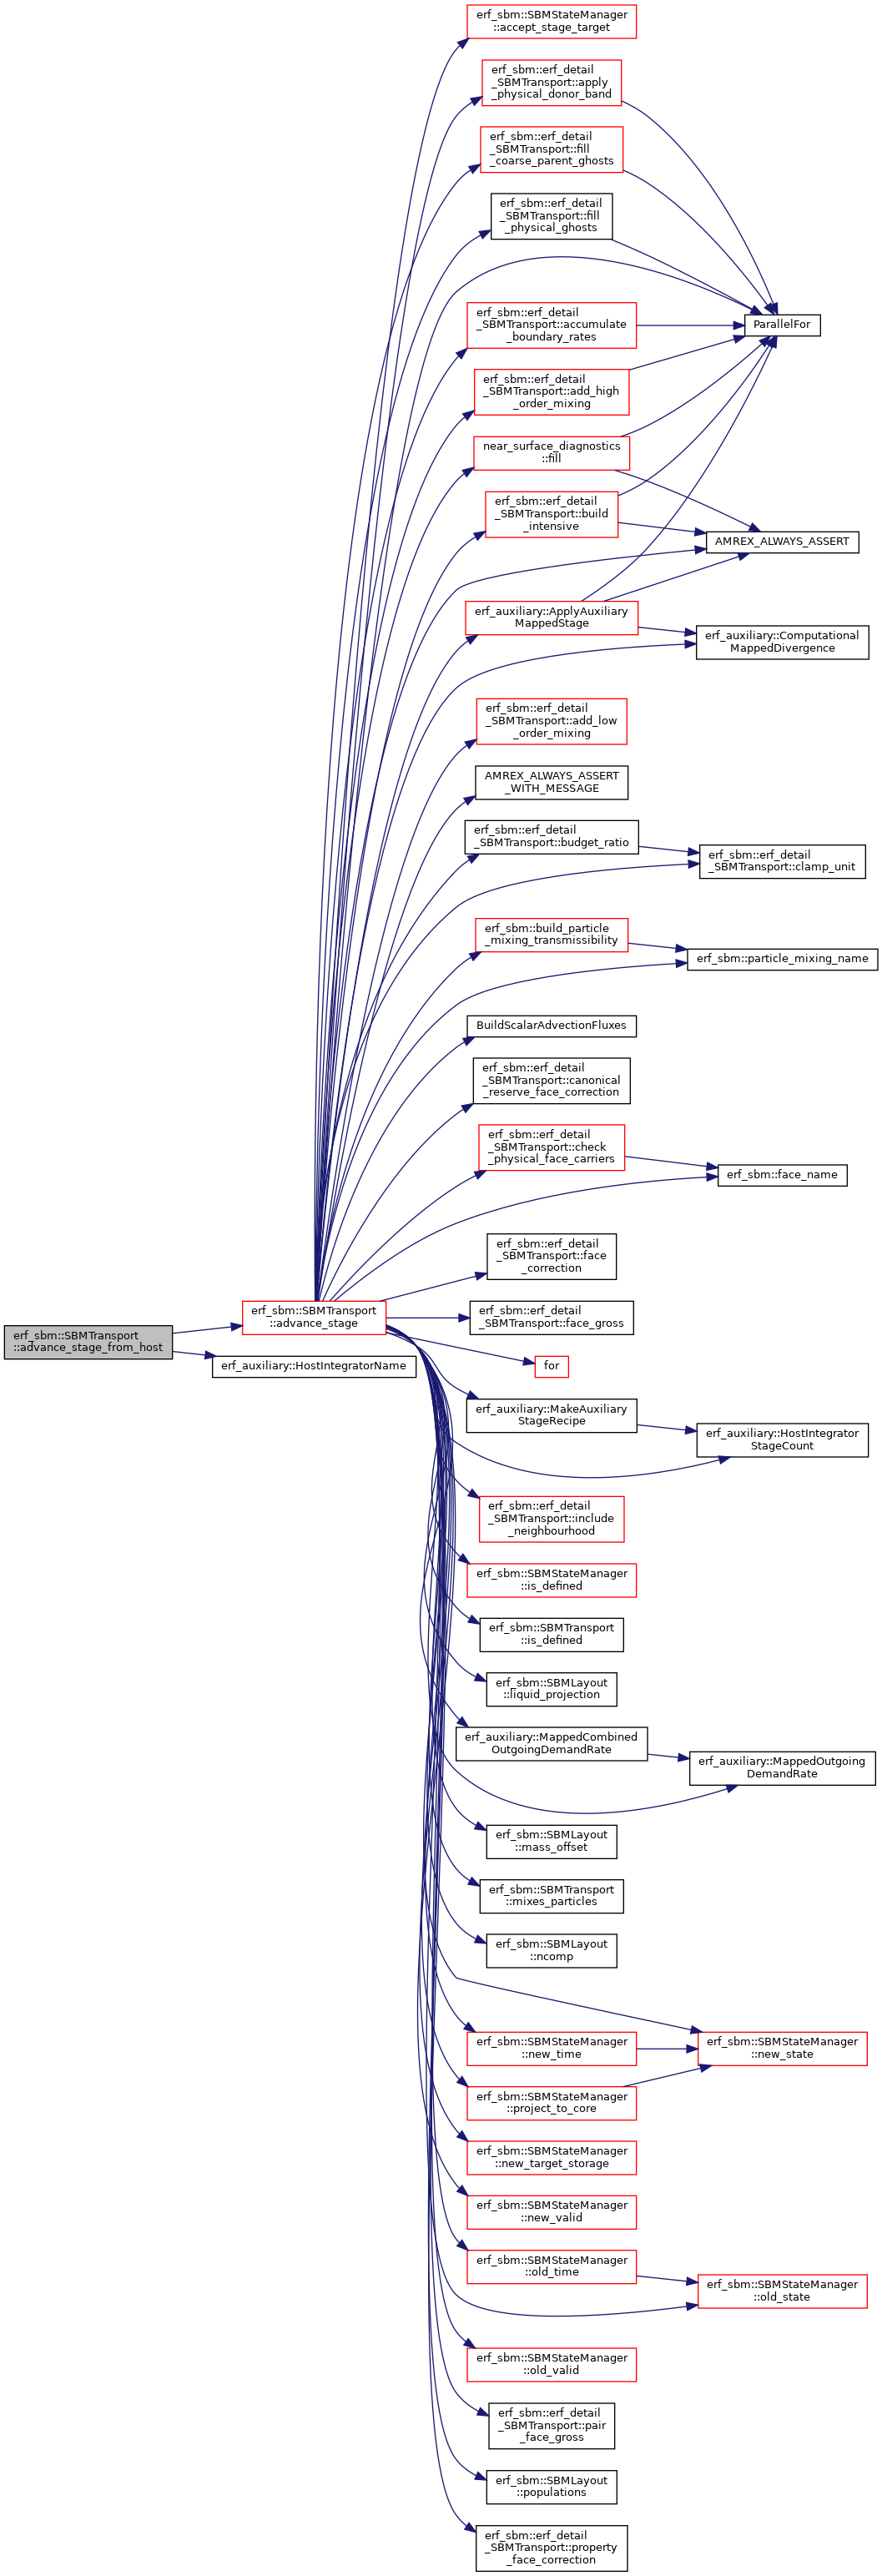 erf_sbm::SBMStateManager
::accept_stage_target
erf_sbm::erf_detail
_SBMTransport::apply
_physical_donor_band
erf_sbm::erf_detail
_SBMTransport::fill
_coarse_parent_ghosts
erf_sbm::erf_detail
_SBMTransport::fill
_physical_ghosts
erf_sbm::erf_detail
_SBMTransport::accumulate
_boundary_rates
ParallelFor
erf_sbm::erf_detail
_SBMTransport::add_high
_order_mixing
near_surface_diagnostics
::fill
erf_sbm::erf_detail
_SBMTransport::build
_intensive
AMREX_ALWAYS_ASSERT
erf_auxiliary::ApplyAuxiliary
MappedStage
erf_auxiliary::Computational
MappedDivergence
erf_sbm::erf_detail
_SBMTransport::add_low
_order_mixing
AMREX_ALWAYS_ASSERT
_WITH_MESSAGE
erf_sbm::erf_detail
_SBMTransport::budget_ratio
erf_sbm::erf_detail
_SBMTransport::clamp_unit
erf_sbm::build_particle
_mixing_transmissibility
erf_sbm::particle_mixing_name
BuildScalarAdvectionFluxes
erf_sbm::erf_detail
_SBMTransport::canonical
_reserve_face_correction
erf_sbm::erf_detail
_SBMTransport::check
_physical_face_carriers
erf_sbm::face_name
erf_sbm::erf_detail
_SBMTransport::face
_correction
erf_sbm::SBMTransport
::advance_stage_from_host
erf_sbm::SBMTransport
::advance_stage
erf_sbm::erf_detail
_SBMTransport::face_gross
erf_auxiliary::HostIntegratorName
for
erf_auxiliary::MakeAuxiliary
StageRecipe
erf_auxiliary::HostIntegrator
StageCount
erf_sbm::erf_detail
_SBMTransport::include
_neighbourhood
erf_sbm::SBMStateManager
::is_defined
erf_sbm::SBMTransport
::is_defined
erf_sbm::SBMLayout
::liquid_projection
erf_auxiliary::MappedCombined
OutgoingDemandRate
erf_auxiliary::MappedOutgoing
DemandRate
erf_sbm::SBMLayout
::mass_offset
erf_sbm::SBMTransport
::mixes_particles
erf_sbm::SBMLayout
::ncomp
erf_sbm::SBMStateManager
::new_time
erf_sbm::SBMStateManager
::new_state
erf_sbm::SBMStateManager
::project_to_core
erf_sbm::SBMStateManager
::new_target_storage
erf_sbm::SBMStateManager
::new_valid
erf_sbm::SBMStateManager
::old_time
erf_sbm::SBMStateManager
::old_state
erf_sbm::SBMStateManager
::old_valid
erf_sbm::erf_detail
_SBMTransport::pair
_face_gross
erf_sbm::SBMLayout
::populations
erf_sbm::erf_detail
_SBMTransport::property
_face_correction